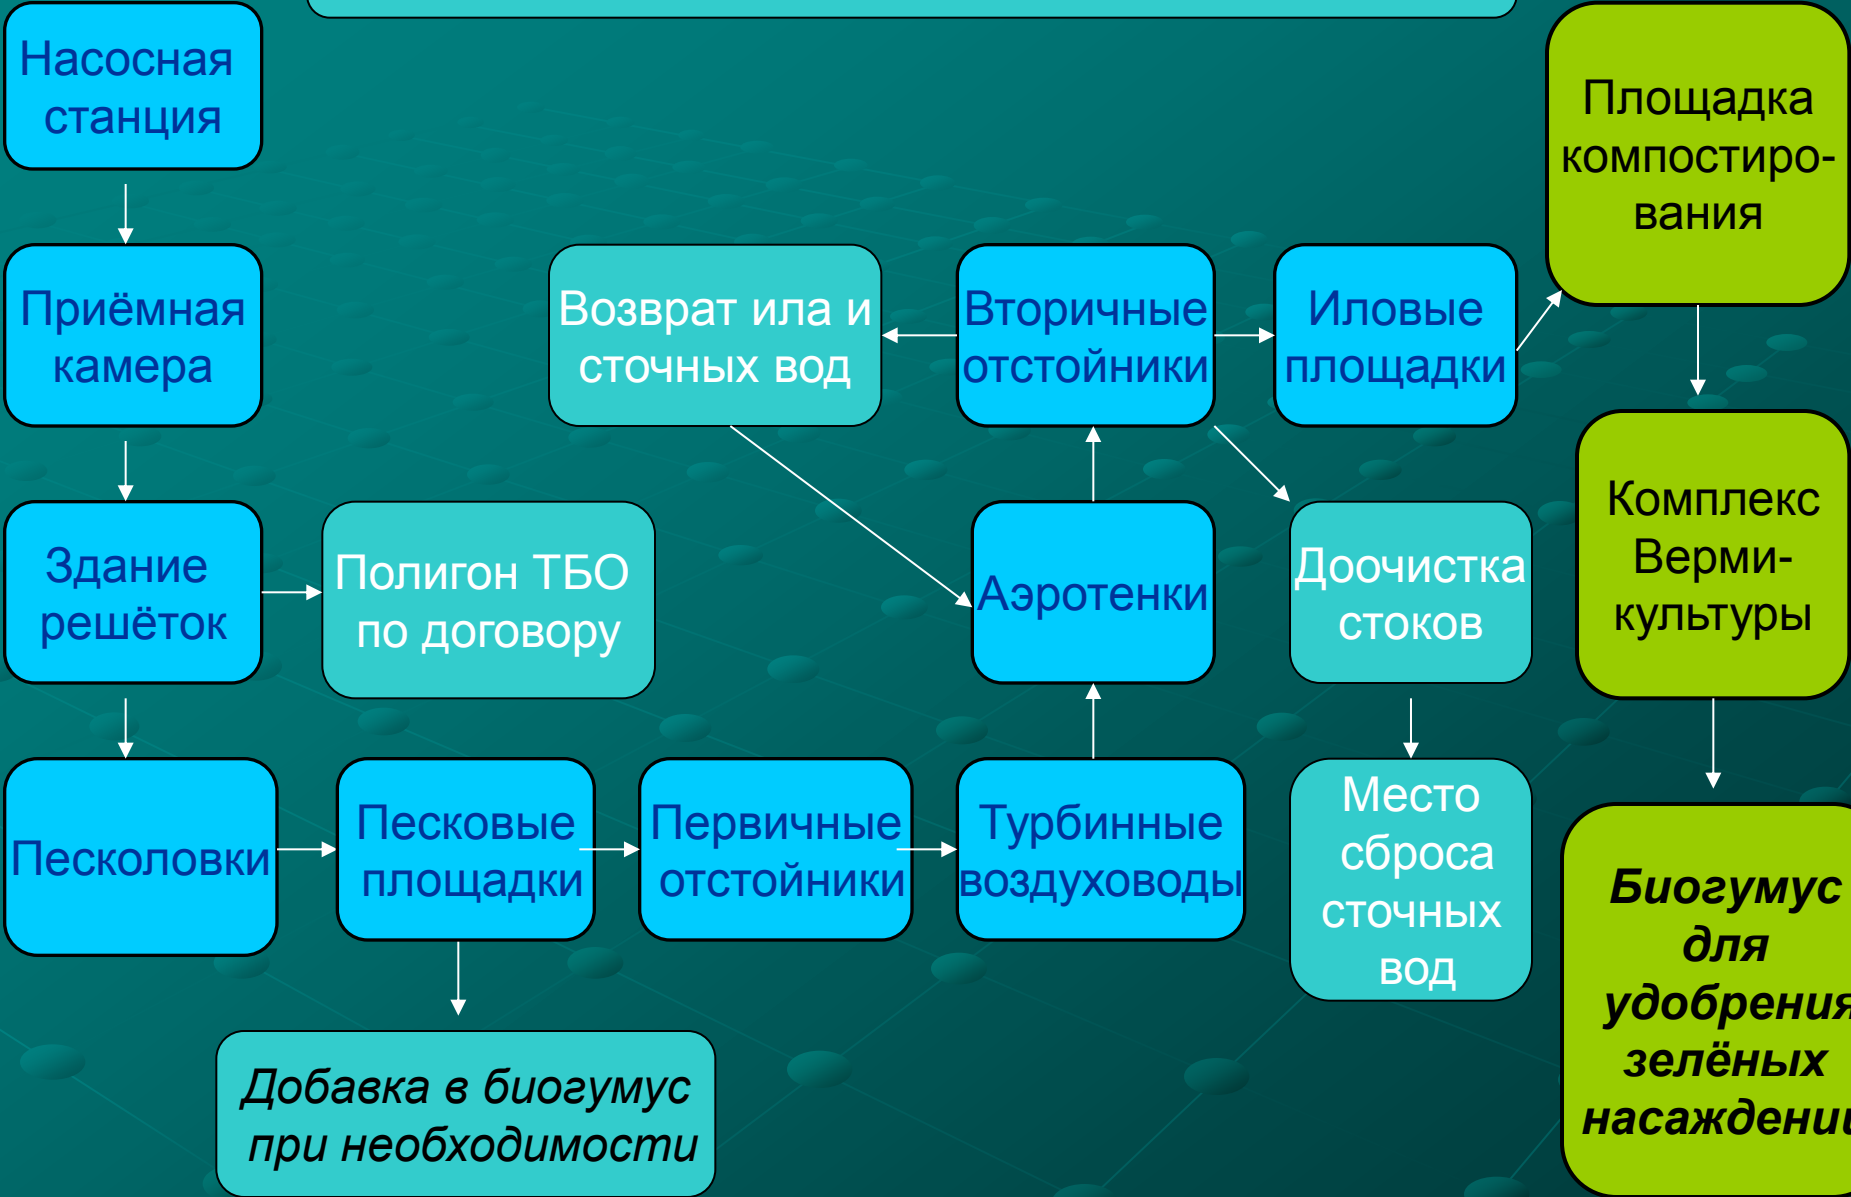 Насосная
станция
Площадка
компостиро-
вания
Приёмная
камера
Возврат ила и
сточных вод
Вторичные
отстойники
Иловые
площадки
Здание
решёток
Полигон ТБО
по договору
Аэротенки
Доочистка
стоков
Комплекс
Верми-
культуры
Песколовки
Песковые
площадки
Первичные
отстойники
Турбинные
воздуховоды
Место
сброса
сточных
вод
Биогумус
для
удобрения
зелёных
насаждений
Добавка в биогумус
при необходимости